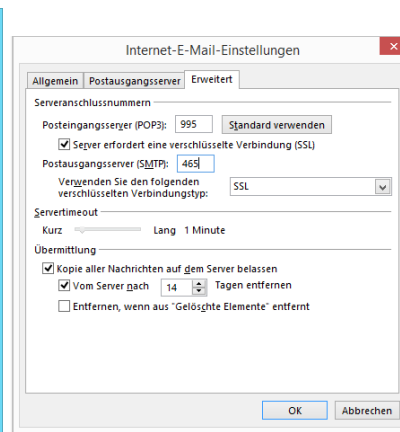 Internet-E-Mail-Einstellungen
Allgemein Postausgangsserver Erweitert
Serveranschlussnummern
Posteingangsserver (POP3): 995 Standard verwenden
Server erfordert eine verschlüsselte Verbindung (SSL)
Postausgangsserver (SMTP): 465
Verwenden Sie den folgenden
verschlüsselten Verbindungstyp: SSL
Servertimeout
Kurz Lang 1 Minute
Übermittlung
Kopie aller Nachrichten auf dem Server belassen
Vom Server nach 14 Tagen entfernen
Entfernen, wenn aus "Gelöschte Elemente" entfernt
OK Abbrechen